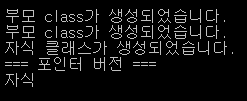 부모 class가 생성되었습니다.
부모 class가 생성되었습니다.
자식 클래스가 생성되었습니다.
=== 포인터 버전 ===
자식